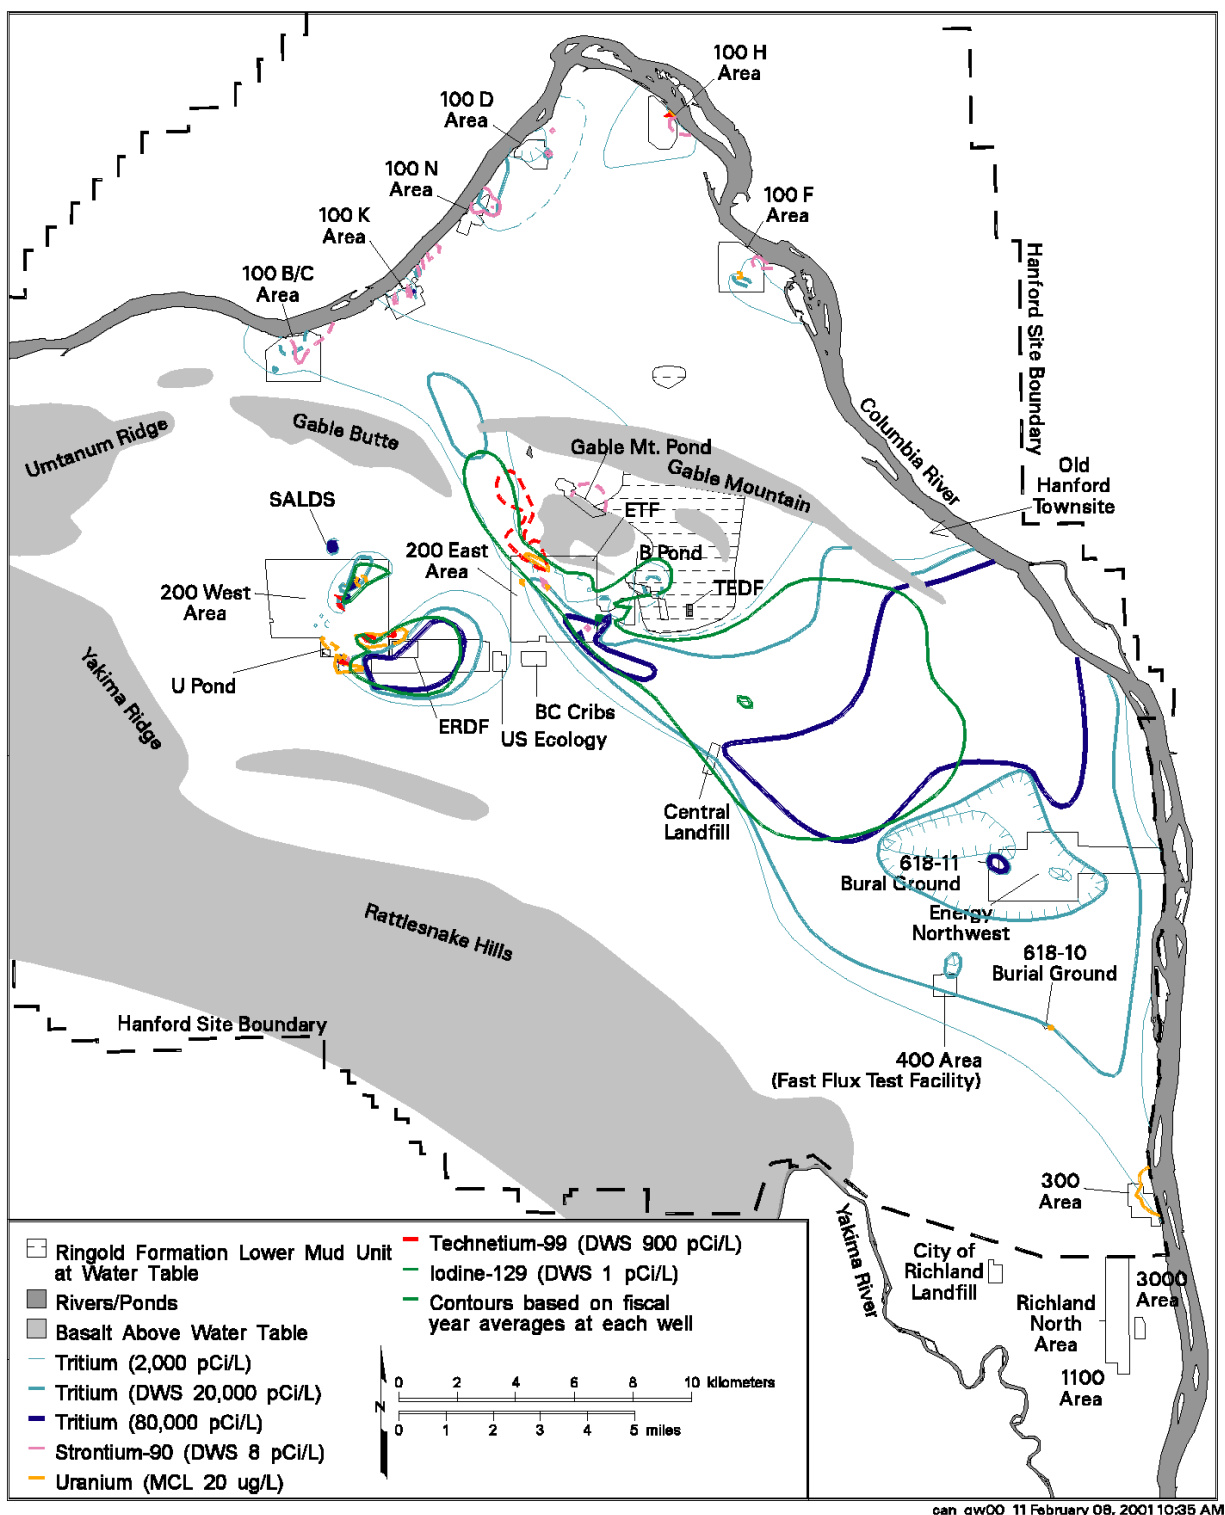 100 H
Area
100 D
Area
100 N
Area
100 F
Area
100 K
Area
100 B/C
Area
Hanford Site Boundary
Columbia River
Umtanum Ridge
Gable Butte
Gable Mt. Pond
Gable Mountain
Old
Hanford
Townsite
SALDS
ETF
200 East
Area
B Pond
TEDF
200 West
Area
U Pond
Yakima Ridge
ERDF
BC Cribs
US Ecology
Central
Landfill
618-11
Bural Ground
Energy
Northwest
Rattlesnake Hills
618-10
Burial Ground
Hanford Site Boundary
400 Area
(Fast Flux Test Facility)
300
Area
Yakima River
City of
Richland
Landfill
3000
Area
Richland
North
Area
1100
Area
Ringold Formation Lower Mud Unit
at Water Table
Rivers/Ponds
Basalt Above Water Table
Tritium (2,000 pCi/L)
Tritium (DWS 20,000 pCi/L)
Tritium (80,000 pCi/L)
Strontium-90 (DWS 8 pCi/L)
Uranium (MCL 20 ug/L)
Technetium-99 (DWS 900 pCi/L)
Iodine-129 (DWS 1 pCi/L)
Contours based on fiscal
year averages at each well
N
0 2 4 6 8 10 kilometers
0 1 2 3 4 5 miles
can_gw00_11 February 08, 2001 10:35 AM